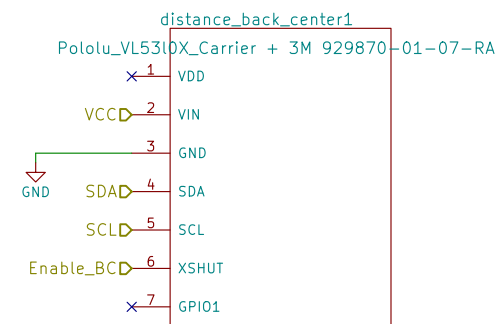 distance_back_center1
Pololu_VL53l0X_Carrier + 3M 929870-01-07-RA
1 VDD
VCC 2 VIN
3 GND
GND
SDA 4 SDA
SCL 5 SCL
Enable_BC 6 XSHUT
7 GPIO1